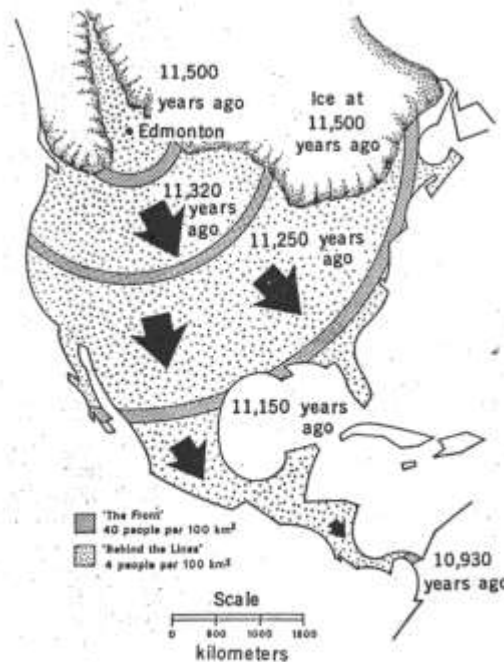 11,500
years ago
Edmonton
Ice at
11,500
years ago
11,320
years
ago
11,250 years
ago
11,150 years
ago
"The Front"
40 people per 100 km²
"Behind the Lines"
4 people per 100 km²
10,930
years ago
Scale
0
1000
kilometers